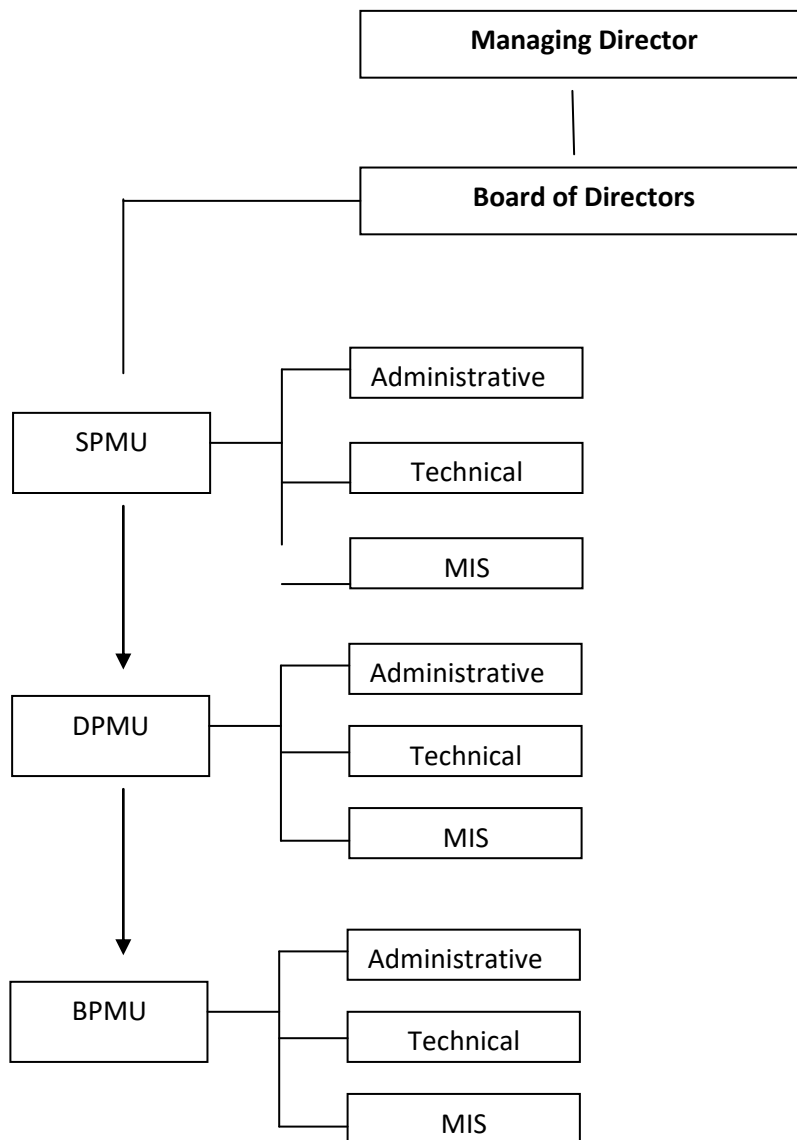 Managing Director
Board of Directors
Administrative
SPMU
Technical
MIS
Administrative
DPMU
Technical
MIS
Administrative
BPMU
Technical
MIS